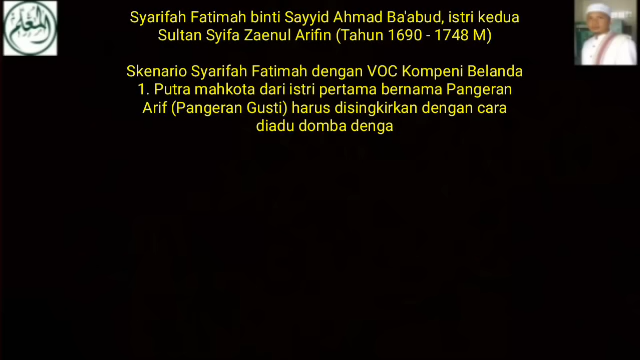 Syarifah Fatimah binti Sayyid Ahmad Ba'abud, istri kedua
Sultan Syifa Zaenul Arifin (Tahun 1690 - 1748 M)
Skenario Syarifah Fatimah dengan VOC Kompeni Belanda
1. Putra mahkota dari istri pertama bernama Pangeran
Arif (Pangeran Gusti) harus disingkirkan dengan cara
diadu domba denga